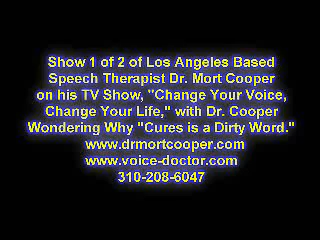 Show 1 of 2 of Los Angeles Based
Speech Therapist Dr. Mort Cooper
on his TV Show, "Change Your Voice,
Change Your Life," with Dr. Cooper
Wondering Why "Cures is a Dirty Word."
www.drmortcooper.com
www.voice-doctor.com
310-208-6047